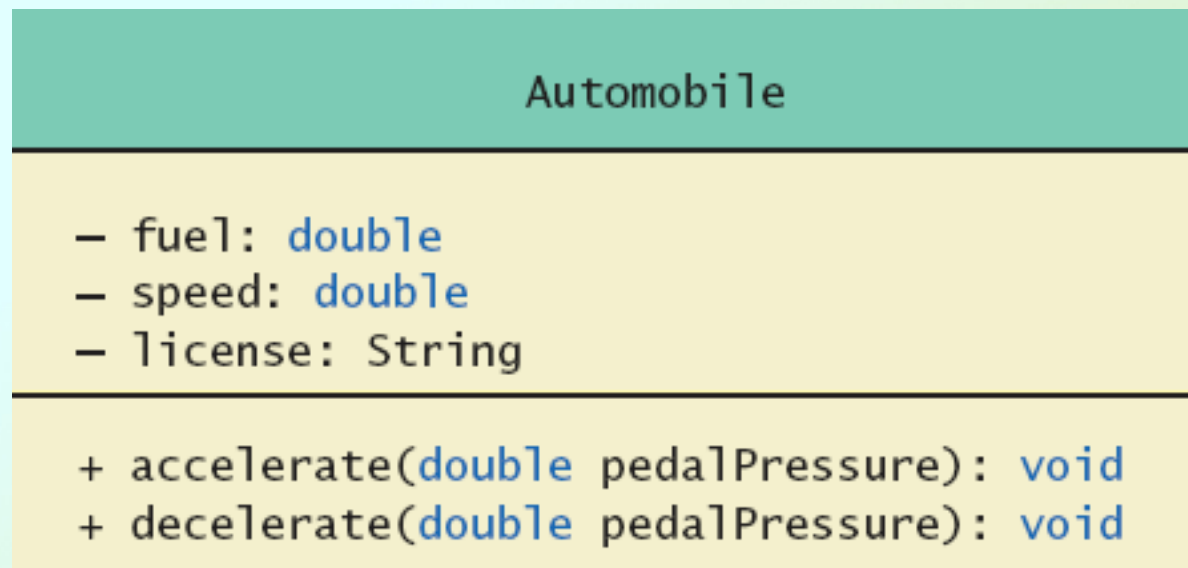 Automobile
– fuel: double
– speed: double
– license: String
+ accelerate(double pedalPressure): void
+ decelerate(double pedalPressure): void